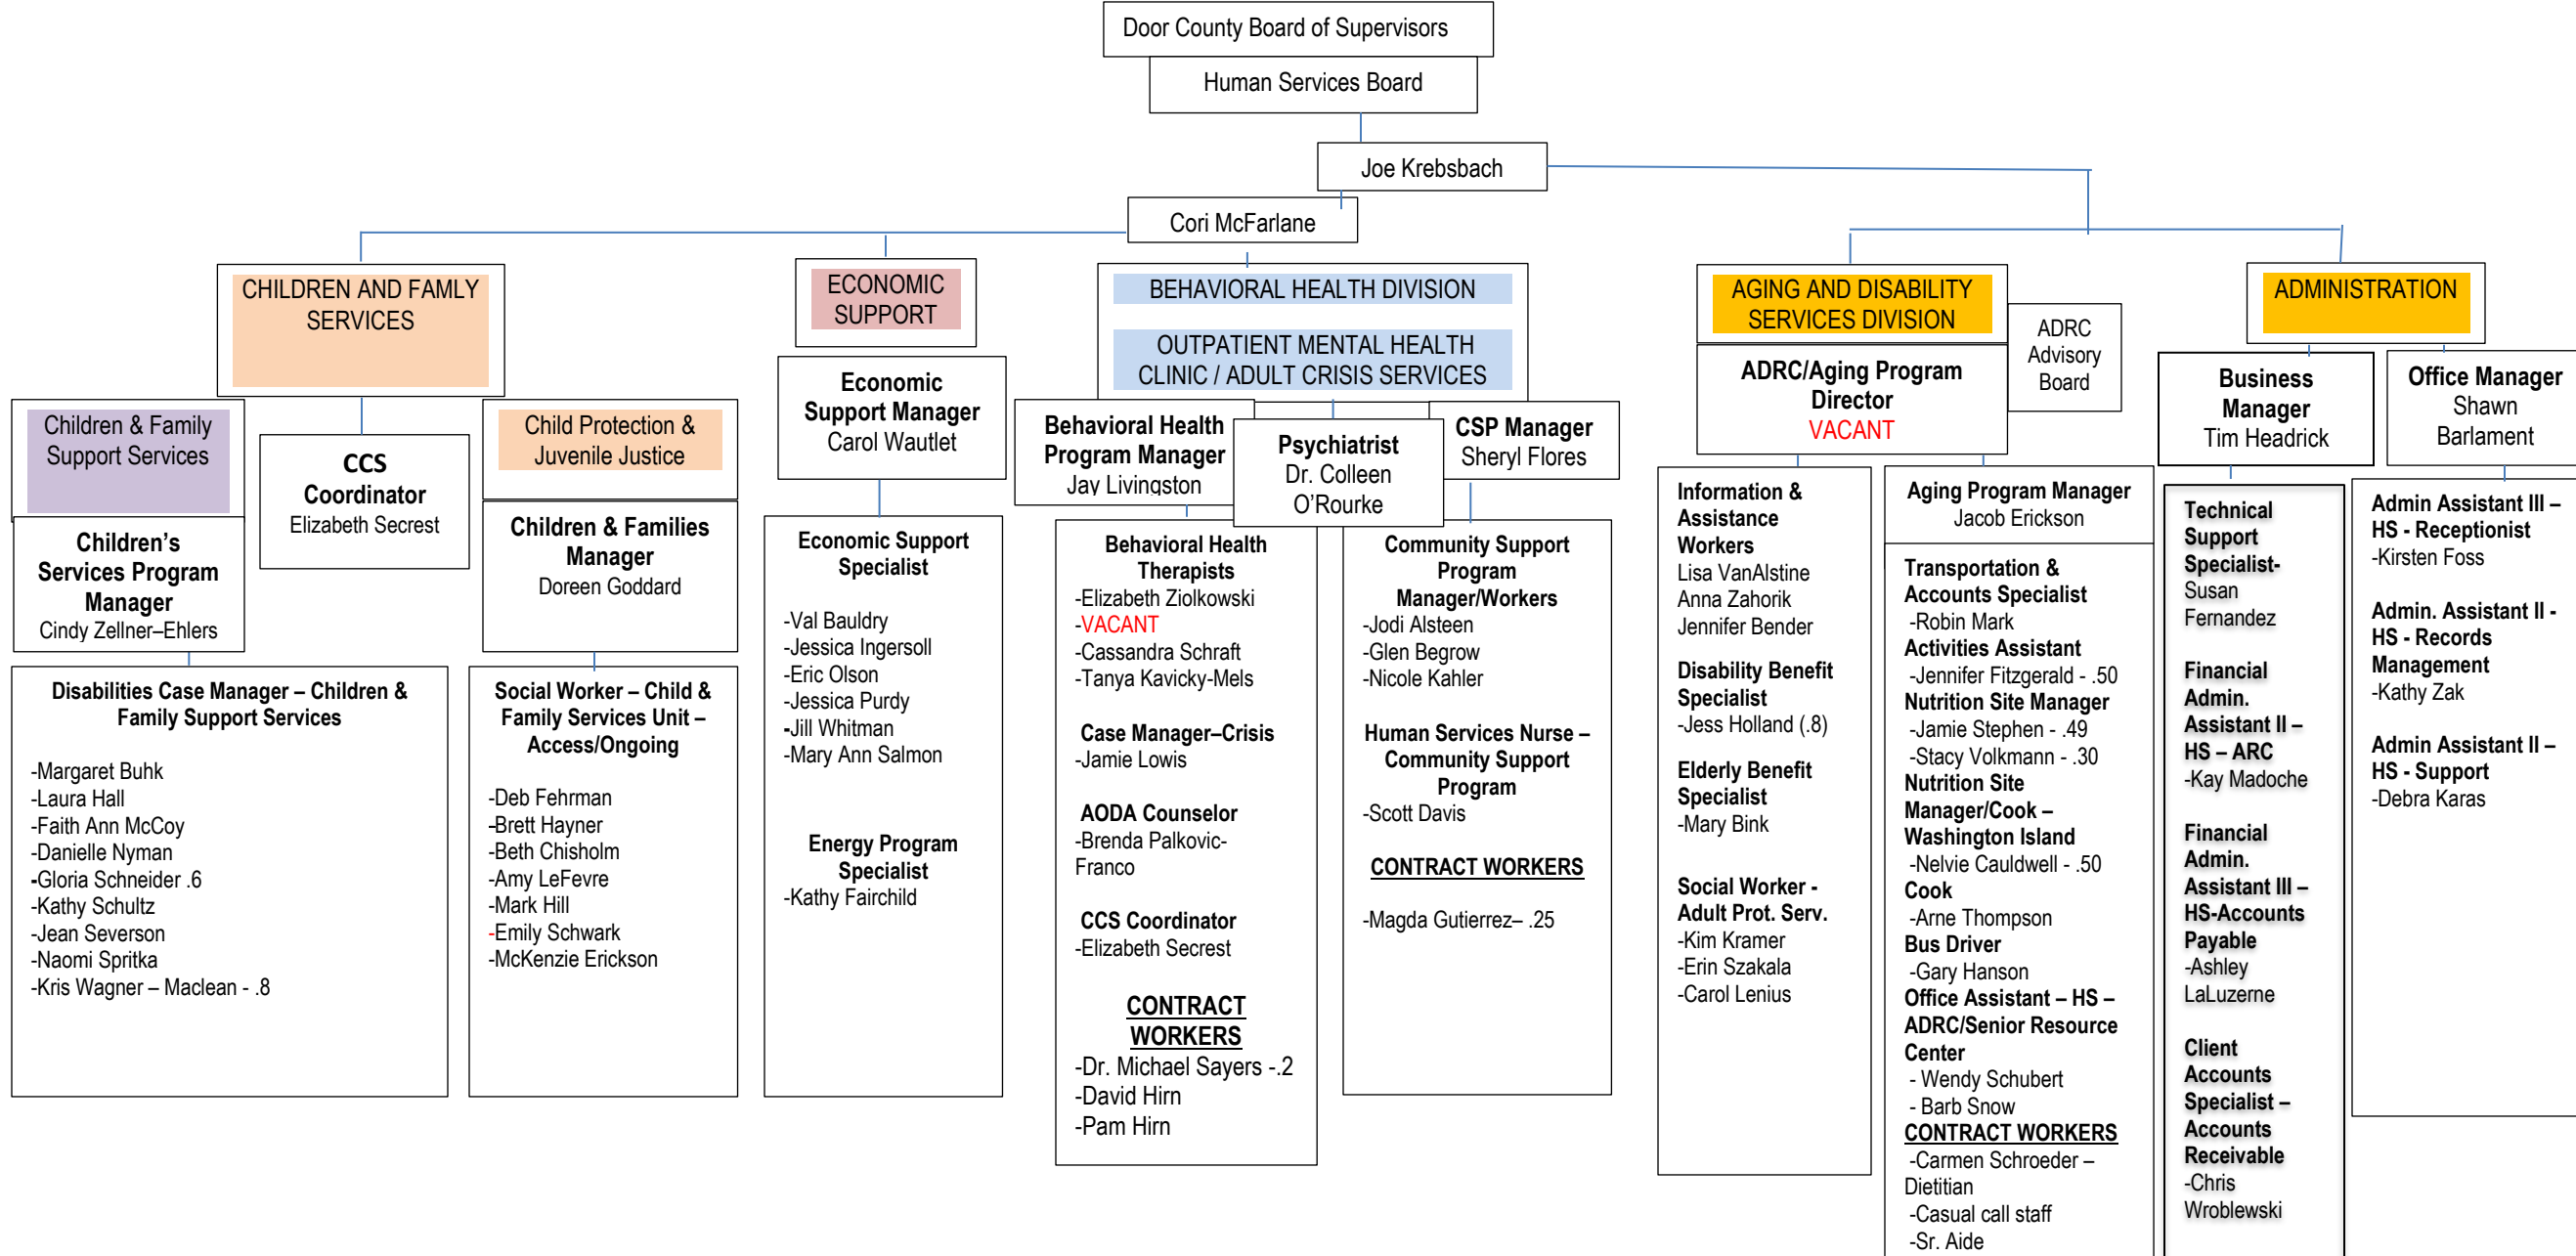 Door County Board of Supervisors
Human Services Board
Joe Krebsbach
Cori McFarlane
CHILDREN AND FAMLY
SERVICES
Children & Family
Support Services
Children’s
Services Program
Manager
Cindy Zellner–Ehlers
Disabilities Case Manager – Children &
Family Support Services
-Margaret Buhk
-Laura Hall
-Faith Ann McCoy
-Danielle Nyman
-Gloria Schneider .6
-Kathy Schultz
-Jean Severson
-Naomi Spritka
-Kris Wagner – Maclean - .8
CCS
Coordinator
Elizabeth Secrest
Child Protection &
Juvenile Justice
Children & Families
Manager
Doreen Goddard
Social Worker – Child &
Family Services Unit –
Access/Ongoing
-Deb Fehrman
-Brett Hayner
-Beth Chisholm
-Amy LeFevre
-Mark Hill
-Emily Schwark
-McKenzie Erickson
ECONOMIC
SUPPORT
Economic
Support Manager
Carol Wautlet
Economic Support
Specialist
-Val Bauldry
-Jessica Ingersoll
-Eric Olson
-Jessica Purdy
-Jill Whitman
-Mary Ann Salmon
Energy Program
Specialist
-Kathy Fairchild
BEHAVIORAL HEALTH DIVISION
OUTPATIENT MENTAL HEALTH
CLINIC / ADULT CRISIS SERVICES
Behavioral Health
Program Manager
Jay Livingston
Behavioral Health
Therapists
-Elizabeth Ziolkowski
-VACANT
-Cassandra Schraft
-Tanya Kavicky-Mels
Case Manager–Crisis
-Jamie Lowis
AODA Counselor
-Brenda Palkovic-
Franco
CCS Coordinator
-Elizabeth Secrest
CONTRACT
WORKERS
-Dr. Michael Sayers -.2
-David Hirn
-Pam Hirn
Psychiatrist
Dr. Colleen
O’Rourke
CSP Manager
Sheryl Flores
Community Support
Program
Manager/Workers
-Jodi Alsteen
-Glen Begrow
-Nicole Kahler
Human Services Nurse –
Community Support
Program
-Scott Davis
CONTRACT WORKERS
-Magda Gutierrez– .25
AGING AND DISABILITY
SERVICES DIVISION
ADRC
Advisory
Board
ADRC/Aging Program
Director
VACANT
Information &
Assistance
Workers
Lisa VanAlstine
Anna Zahorik
Jennifer Bender
Disability Benefit
Specialist
-Jess Holland (.8)
Elderly Benefit
Specialist
-Mary Bink
Social Worker -
Adult Prot. Serv.
-Kim Kramer
-Erin Szakala
-Carol Lenius
Aging Program Manager
Jacob Erickson
Transportation &
Accounts Specialist
-Robin Mark
Activities Assistant
-Jennifer Fitzgerald - .50
Nutrition Site Manager
-Jamie Stephen - .49
-Stacy Volkmann - .30
Nutrition Site
Manager/Cook –
Washington Island
-Nelvie Cauldwell - .50
Cook
-Arne Thompson
Bus Driver
-Gary Hanson
Office Assistant – HS –
ADRC/Senior Resource
Center
- Wendy Schubert
- Barb Snow
CONTRACT WORKERS
-Carmen Schroeder –
Dietitian
-Casual call staff
-Sr. Aide
ADMINISTRATION
Business
Manager
Tim Headrick
Technical
Support
Specialist-
Susan
Fernandez
Financial
Admin.
Assistant II –
HS – ARC
-Kay Madoche
Financial
Admin.
Assistant III –
HS-Accounts
Payable
-Ashley
LaLuzerne
Client
Accounts
Specialist –
Accounts
Receivable
-Chris
Wroblewski
Office Manager
Shawn
Barlament
Admin Assistant III –
HS - Receptionist
-Kirsten Foss
Admin. Assistant II -
HS - Records
Management
-Kathy Zak
Admin Assistant II –
HS - Support
-Debra Karas